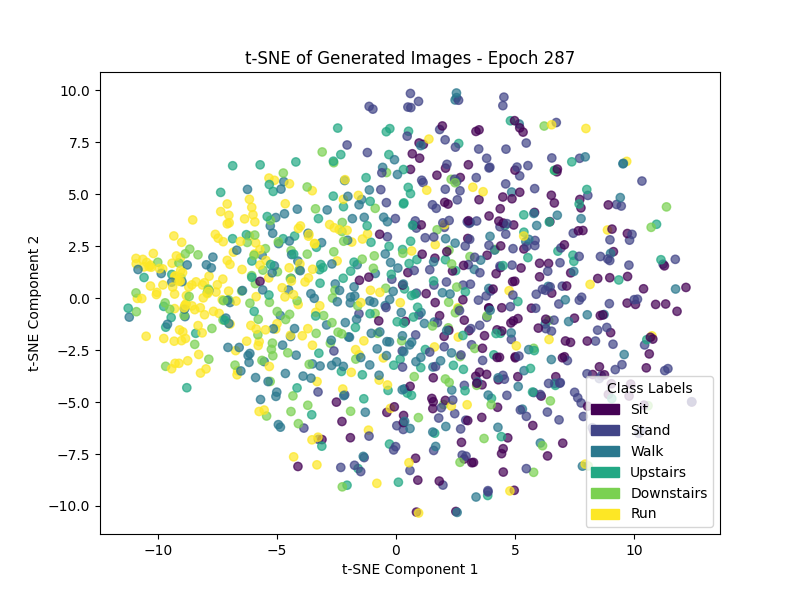 t-SNE of Generated Images - Epoch 287
t-SNE Component 2
10.0
7.5
5.0
2.5
0.0
−2.5
−5.0
−7.5
−10.0
−10
−5
0
5
10
t-SNE Component 1
Class Labels
Sit
Stand
Walk
Upstairs
Downstairs
Run